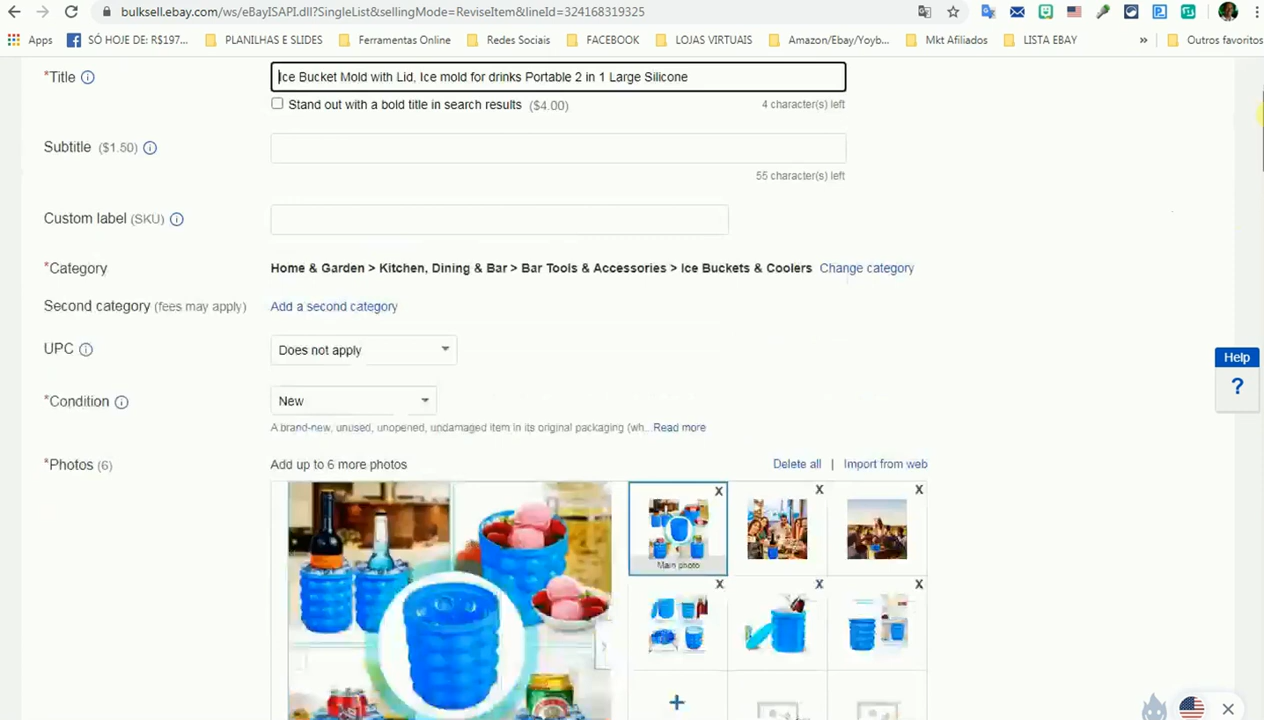 bulksell.ebay.com/ws/eBayISAPI.dll?SingleList&sellingMode=ReviseItem&lineId=324168319325
Apps SÓ HOJE DE: R$197... PLANILHAS E SLIDES Ferramentas Online Redes Sociais FACEBOOK LOJAS VIRTUAIS Amazon/Ebay/Yoyb... Mkt Afiliados LISTA EBAY » Outros favoritos
*Title Ice Bucket Mold with Lid, Ice mold for drinks Portable 2 in 1 Large Silicone
Stand out with a bold title in search results ($4.00) 4 character(s) left
Subtitle ($1.50)
55 character(s) left
Custom label (SKU)
*Category Home & Garden > Kitchen, Dining & Bar > Bar Tools & Accessories > Ice Buckets & Coolers Change category
Second category (fees may apply) Add a second category
UPC Does not apply
Help
?
*Condition New
A brand-new, unused, unopened, undamaged item in its original packaging (wh... Read more
*Photos (6) Add up to 6 more photos Delete all | Import from web
X X X
Main photo
X X X